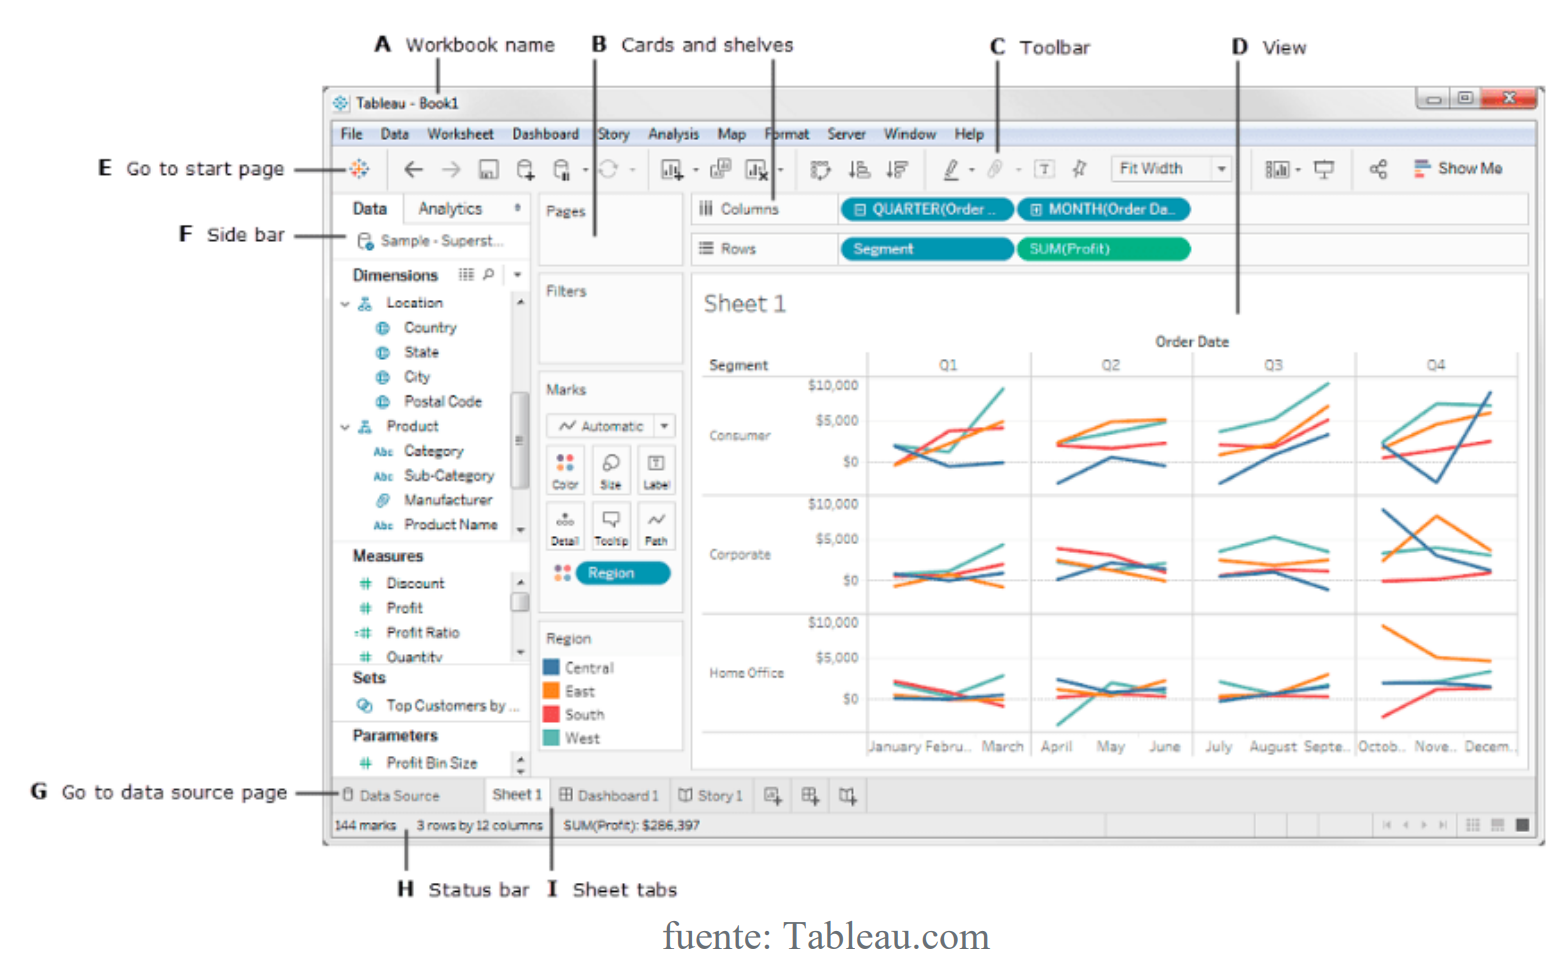 A Workbook name
B Cards and shelves
C Toolbar
D View
Tableau - Book1
File Data Worksheet Dashboard Story Analysis Map Format Server Window Help
E Go to start page
Fit Width
Show Me
Data Analytics
Pages
Columns
QUARTER(Order ..
MONTH(Order Da..
F Side bar
Sample - Superst...
Rows
Segment
SUM(Profit)
Dimensions
Filters
Sheet 1
Location
Country
State
City
Postal Code
Product
Abc Category
Abc Sub-Category
Manufacturer
Abc Product Name
Marks
Automatic
Color Size Label
Detail Tooltip Path
Region
Order Date
Segment Q1 Q2 Q3 Q4
Consumer
$10,000
$5,000
$0
Corporate
$10,000
$5,000
$0
Home Office
$10,000
$5,000
$0
January Febru.. March April May June July August Septe.. Octob.. Nove.. Decem..
Measures
# Discount
# Profit
=# Profit Ratio
# Quantity
Region
Central
East
South
West
Sets
Top Customers by ...
Parameters
# Profit Bin Size
G Go to data source page
Data Source Sheet 1 Dashboard 1 Story 1
144 marks 3 rows by 12 columns SUM(Profit): $286,397
H Status bar I Sheet tabs
fuente: Tableau.com